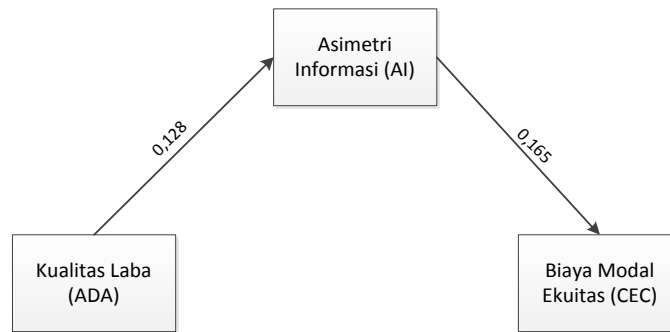 Asimetri
Informasi (AI)
0,128
0,165
Kualitas Laba
(ADA)
Biaya Modal
Ekuitas (CEC)